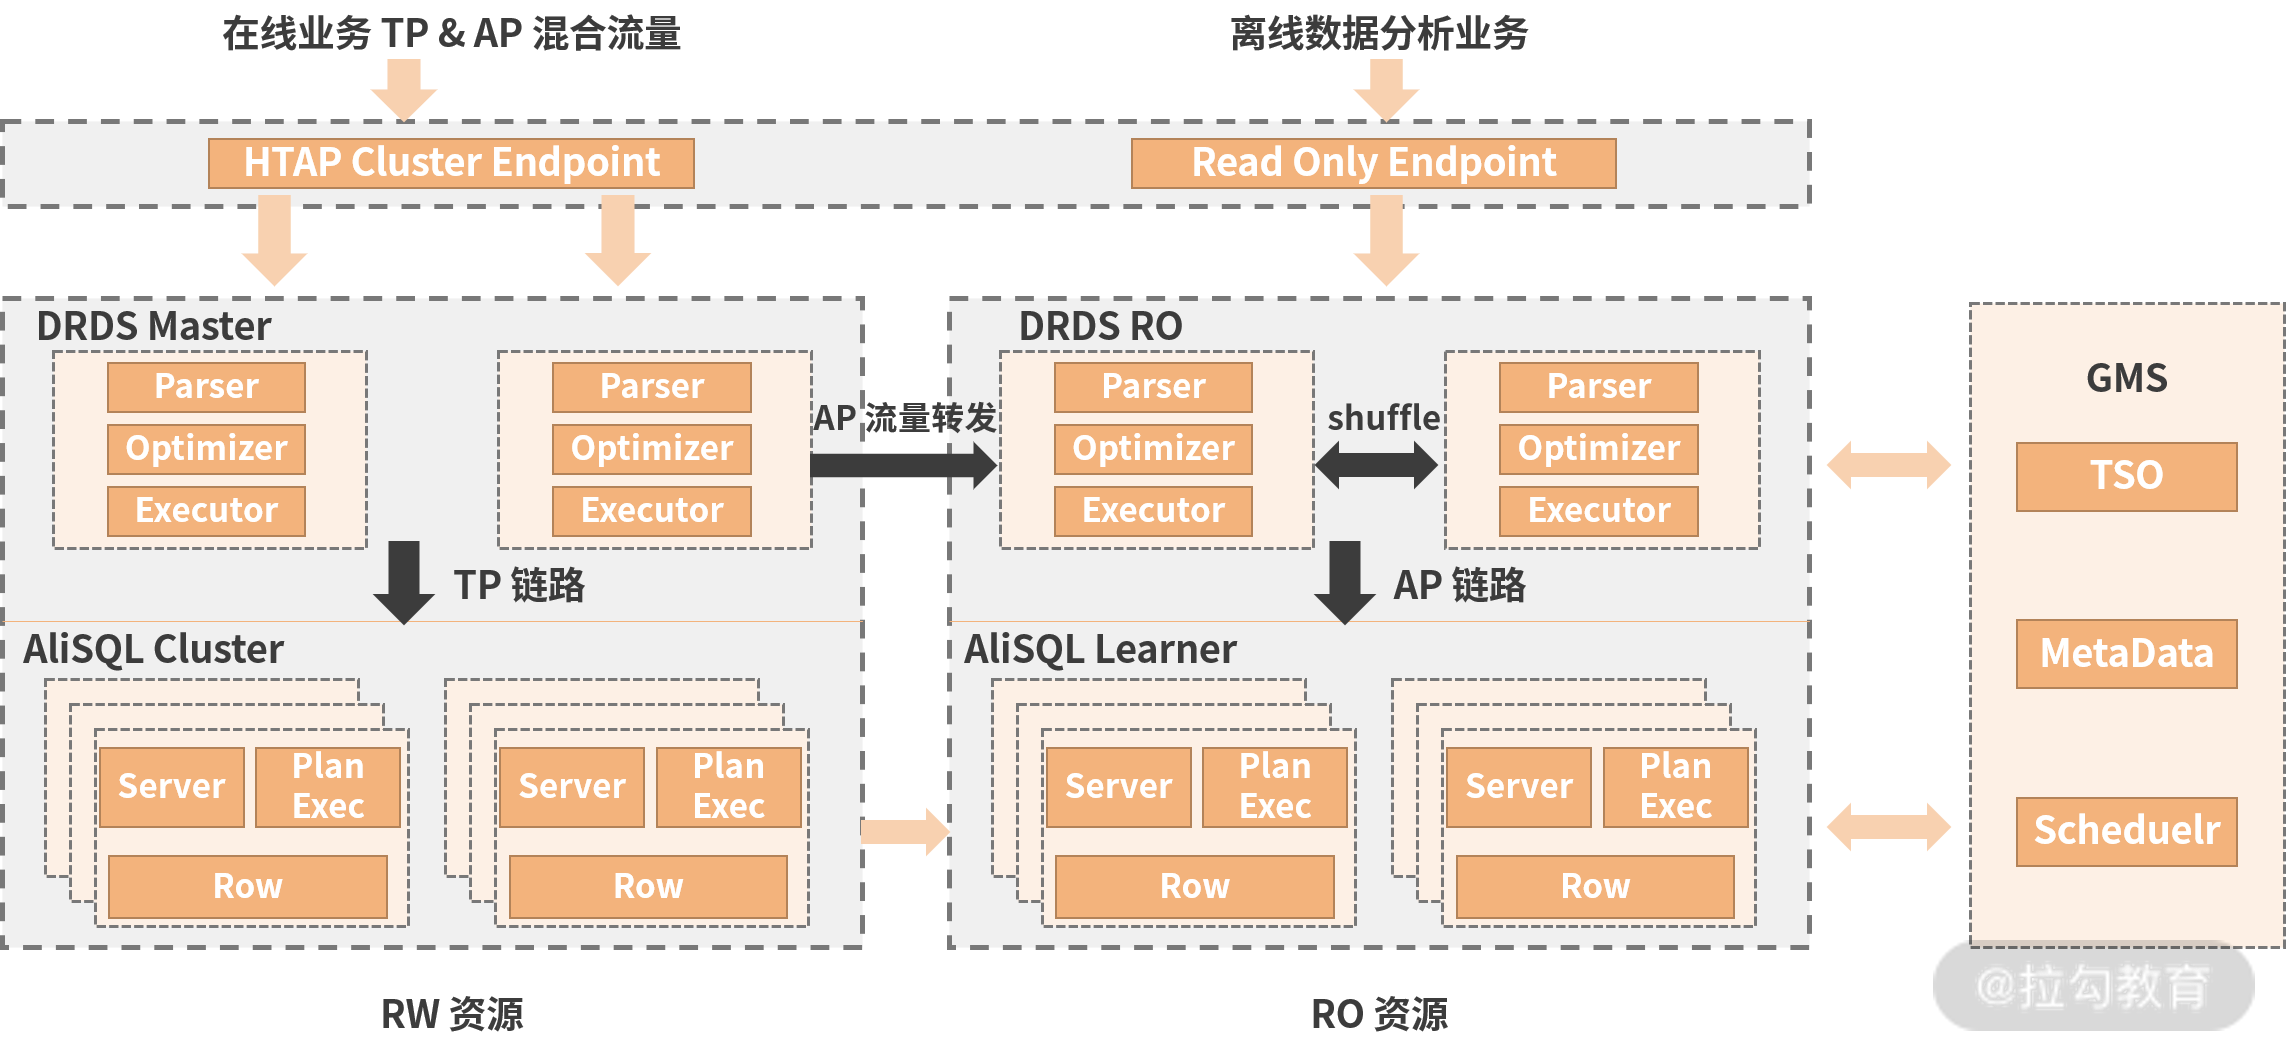 在线业务 TP & AP 混合流量
离线数据分析业务
HTAP Cluster Endpoint
Read Only Endpoint
DRDS Master
Parser
Optimizer
Executor
Parser
Optimizer
Executor
AP 流量转发
TP 链路
DRDS RO
Parser
Optimizer
Executor
shuffle
Parser
Optimizer
Executor
AP 链路
AliSQL Cluster
Server
Plan
Exec
Row
Server
Plan
Exec
Row
AliSQL Learner
Server
Plan
Exec
Row
Server
Plan
Exec
Row
GMS
TSO
MetaData
Scheduelr
RW 资源
RO 资源
@拉勾教育